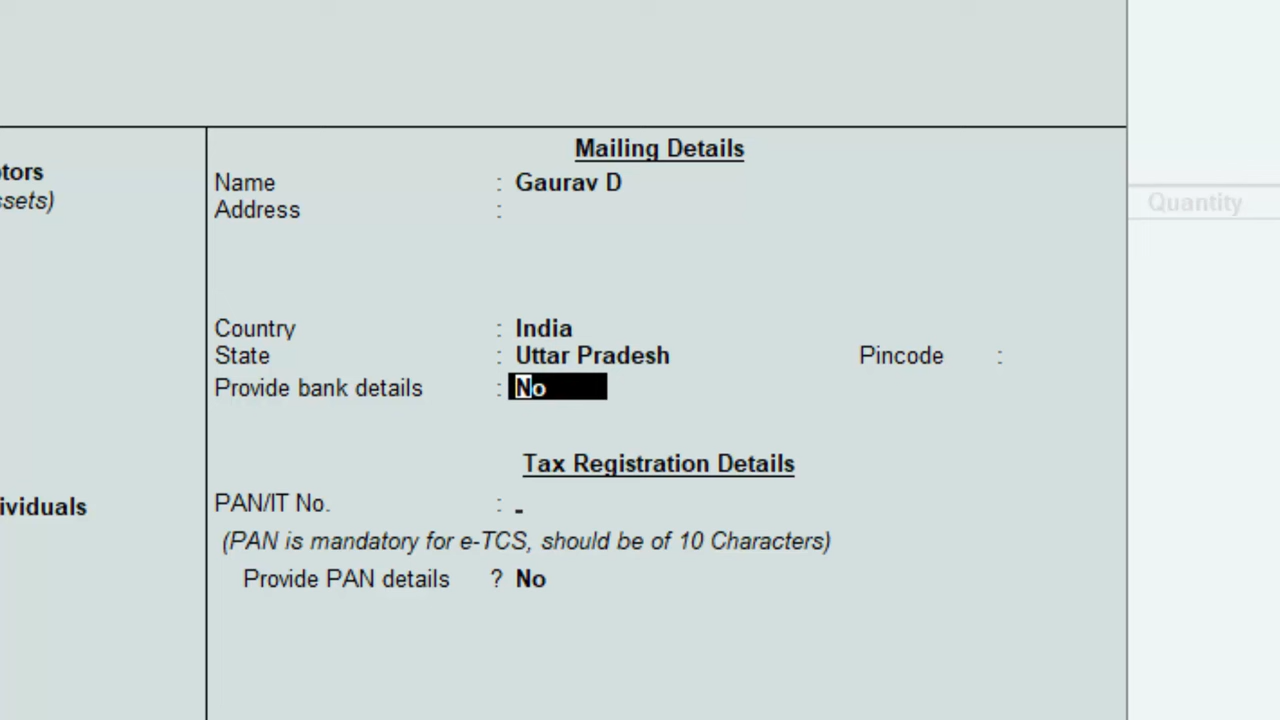 Mailing Details
tors
Name : Gaurav D
ssets)
Address :
Quantity
Country : India
State : Uttar Pradesh Pincode :
Provide bank details : No
Tax Registration Details
ividuals
PAN/IT No. :
(PAN is mandatory for e-TCS, should be of 10 Characters)
Provide PAN details ? No